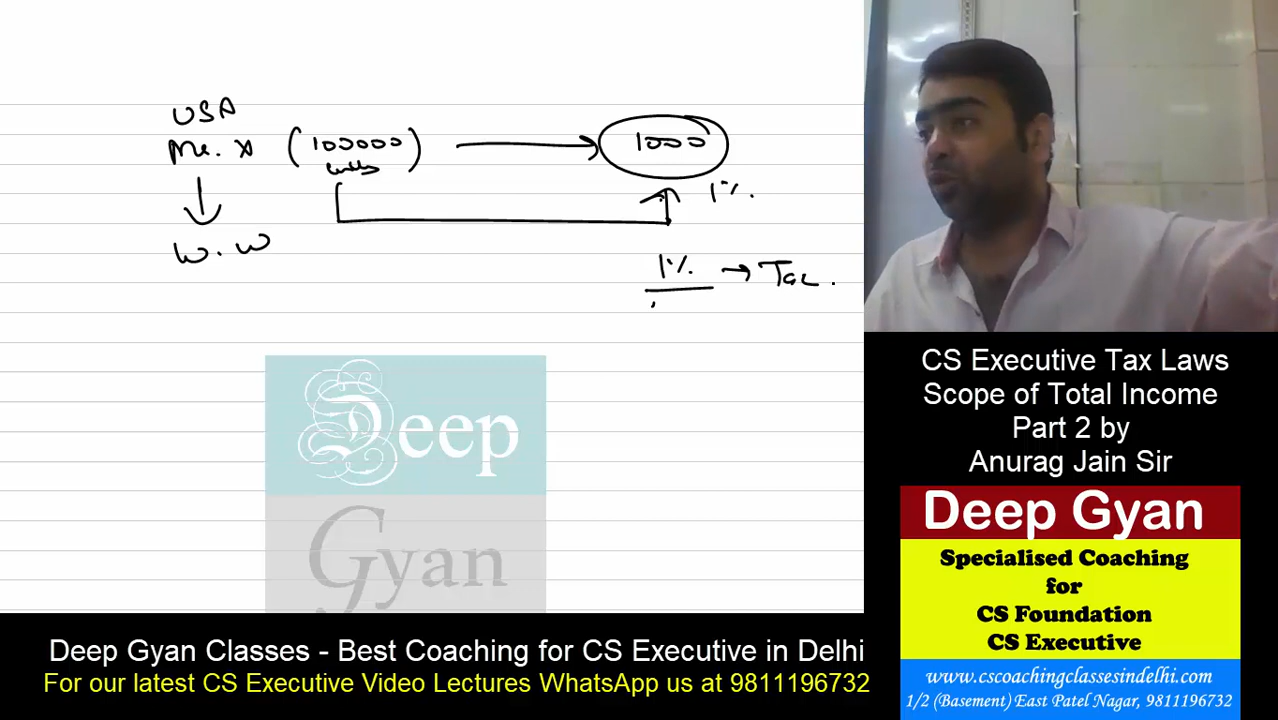 USA
Mr. X (100000) → 1000
1%.
W.W
1% → Tax.
Deep
Gyan
CS Executive Tax Laws
Scope of Total Income
Part 2 by
Anurag Jain Sir
Deep Gyan
Specialised Coaching
for
CS Foundation
CS Executive
www.cscoachingclassesindelhi.com
1/2 (Basement) East Patel Nagar, 9811196732
Deep Gyan Classes - Best Coaching for CS Executive in Delhi
For our latest CS Executive Video Lectures WhatsApp us at 9811196732